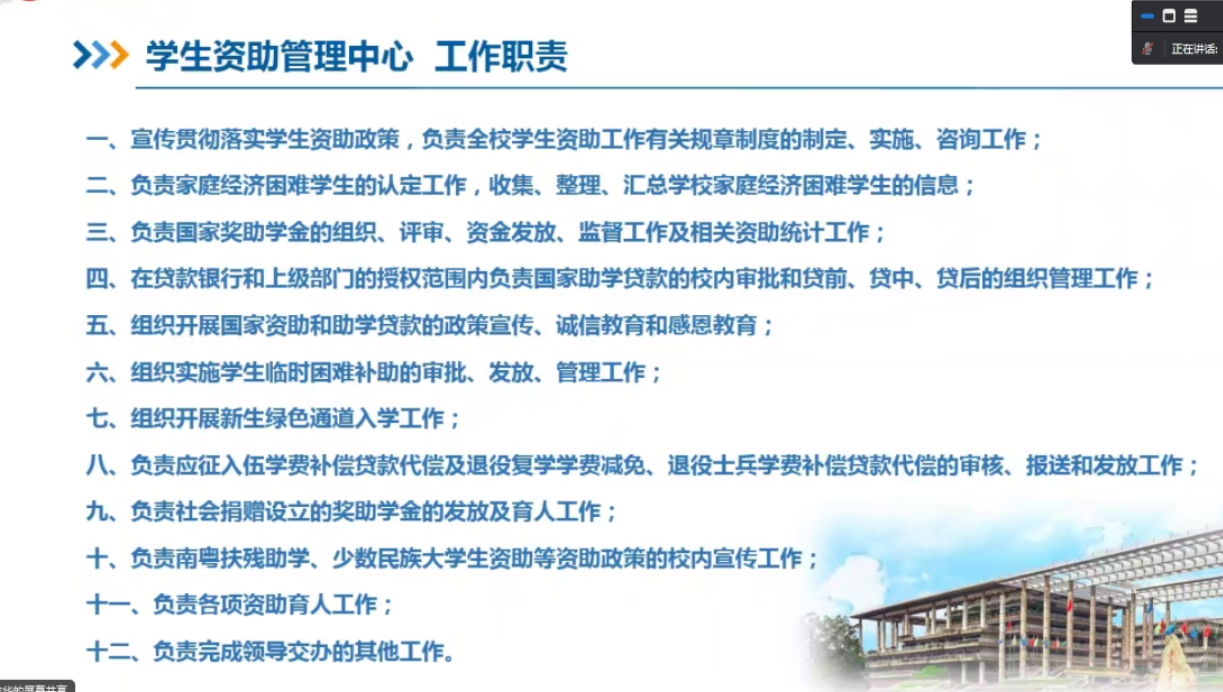 正在讲话:
学生资助管理中心 工作职责
一、宣传贯彻落实学生资助政策，负责全校学生资助工作有关规章制度的制定、实施、咨询工作；
二、负责家庭经济困难学生的认定工作，收集、整理、汇总学校家庭经济困难学生的信息；
三、负责国家奖助学金的组织、评审、资金发放、监督工作及相关资助统计工作；
四、在贷款银行和上级部门的授权范围内负责国家助学贷款的校内审批和贷前、贷中、贷后的组织管理工作；
五、组织开展国家资助和助学贷款的政策宣传、诚信教育和感恩教育；
六、组织实施学生临时困难补助的审批、发放、管理工作；
七、组织开展新生绿色通道入学工作；
八、负责应征入伍学费补偿贷款代偿及退役复学学费减免、退役士兵学费补偿贷款代偿的审核、报送和发放工作；
九、负责社会捐赠设立的奖助学金的发放及育人工作；
十、负责南粤扶残助学、少数民族大学生资助等资助政策的校内宣传工作；
十一、负责各项资助育人工作；
十二、负责完成领导交办的其他工作。
的屏幕共享